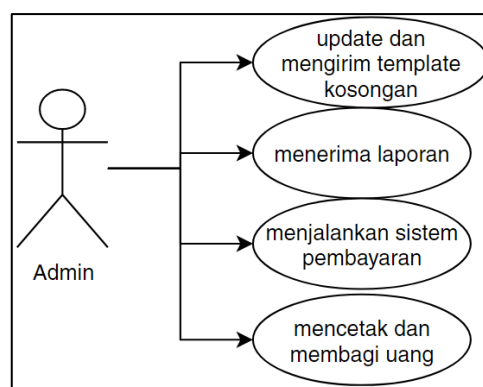 update dan
mengirim template
kosongan
menerima laporan
menjalankan sistem
pembayaran
mencetak dan
membagi uang
Admin